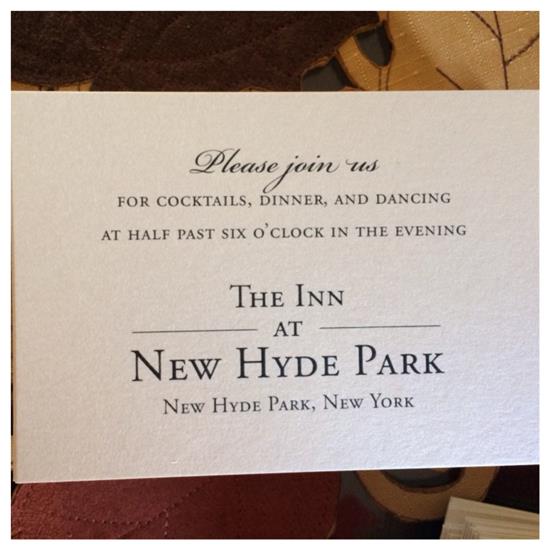 Please join us
FOR COCKTAILS, DINNER, AND DANCING
AT HALF PAST SIX O'CLOCK IN THE EVENING
THE INN
AT
NEW HYDE PARK
NEW HYDE PARK, NEW YORK